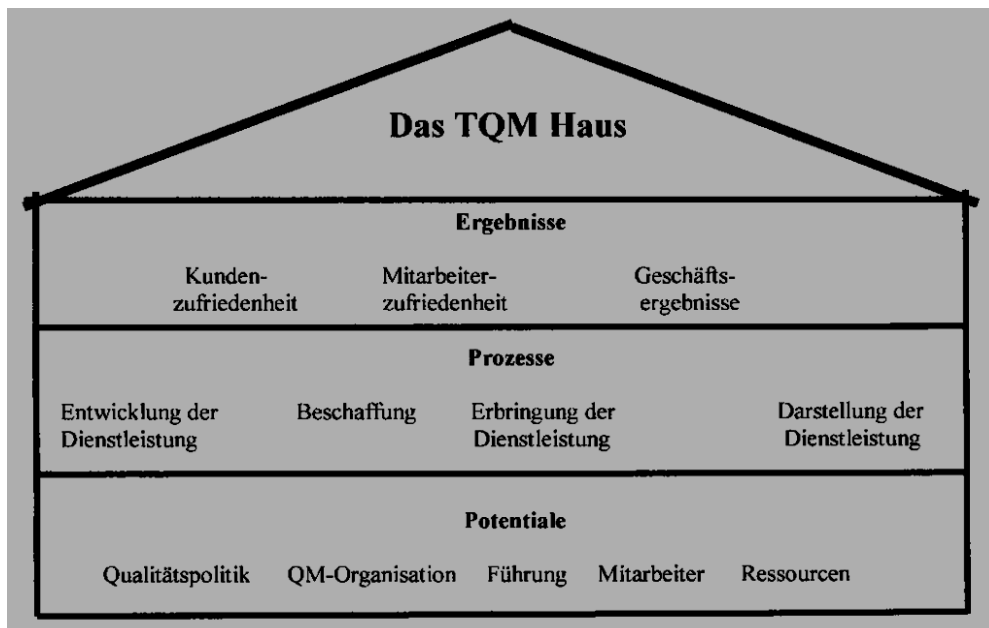 Das TQM Haus
Ergebnisse
Kunden- Mitarbeiter- Geschäfts-
zufriedenheit zufriedenheit ergebnisse
Prozesse
Entwicklung der Beschaffung Erbringung der Darstellung der
Dienstleistung Dienstleistung Dienstleistung
Potentiale
Qualitätspolitik QM-Organisation Führung Mitarbeiter Ressourcen